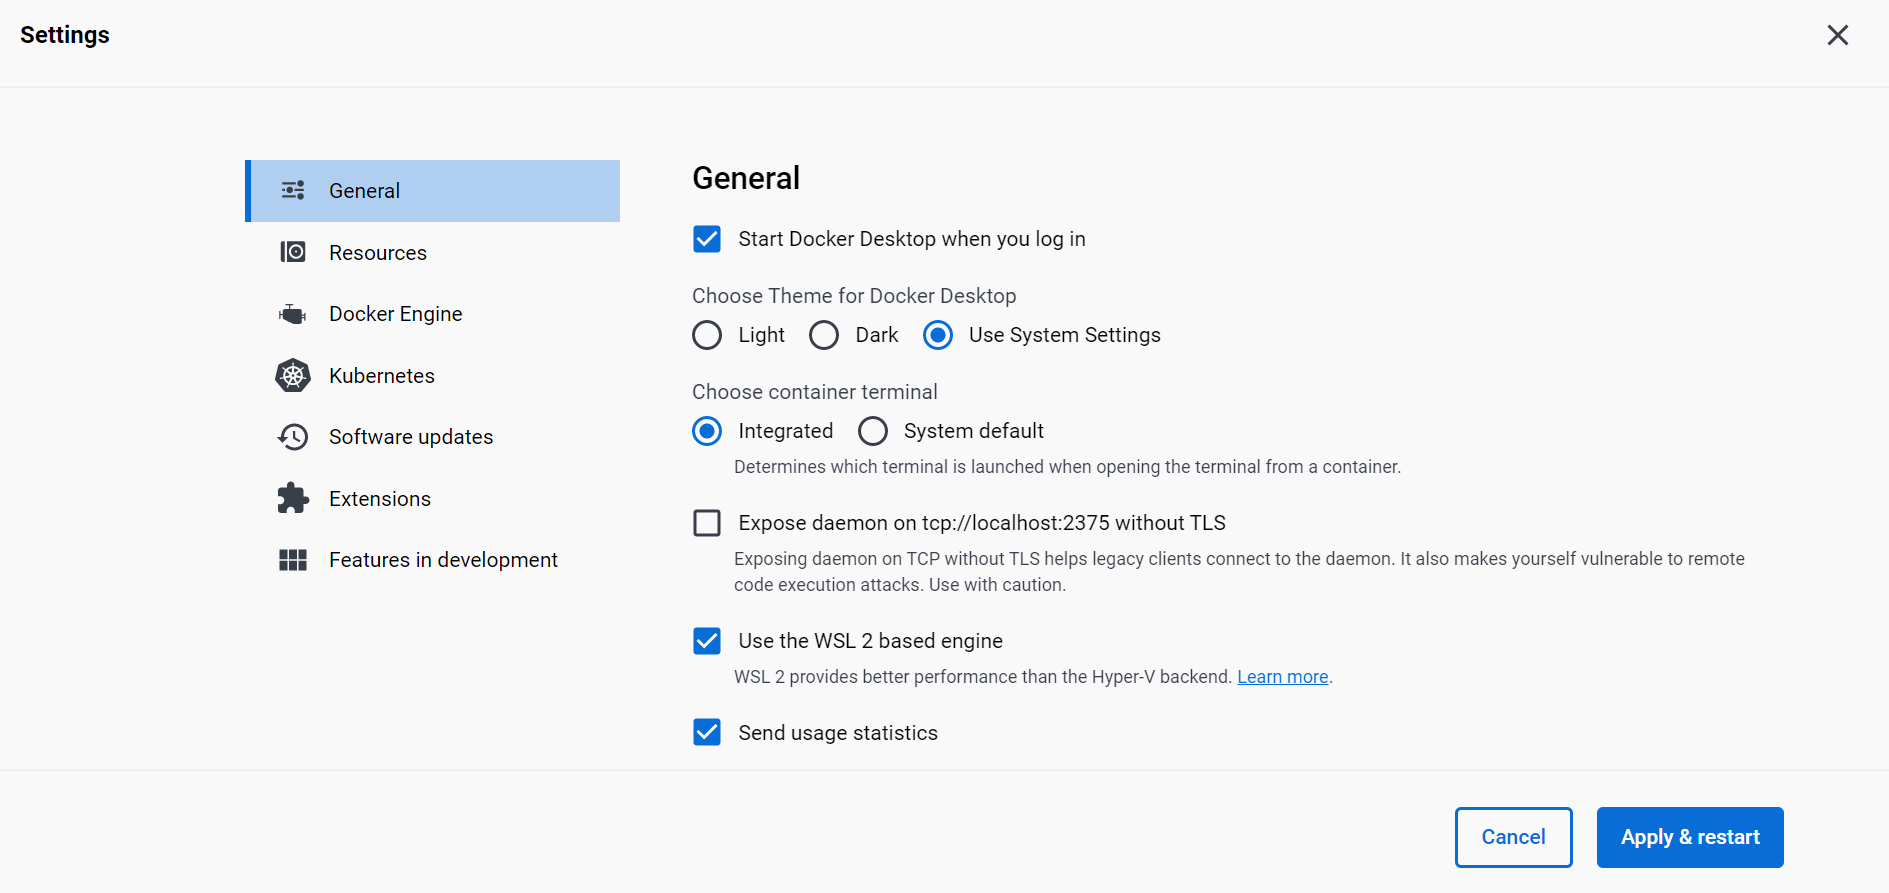 Settings
General
Resources
Docker Engine
Kubernetes
Software updates
Extensions
Features in development
General
Start Docker Desktop when you log in
Choose Theme for Docker Desktop
Light Dark Use System Settings
Choose container terminal
Integrated System default
Determines which terminal is launched when opening the terminal from a container.
Expose daemon on tcp://localhost:2375 without TLS
Exposing daemon on TCP without TLS helps legacy clients connect to the daemon. It also makes yourself vulnerable to remote
code execution attacks. Use with caution.
Use the WSL 2 based engine
WSL 2 provides better performance than the Hyper-V backend. Learn more.
Send usage statistics
Cancel Apply & restart